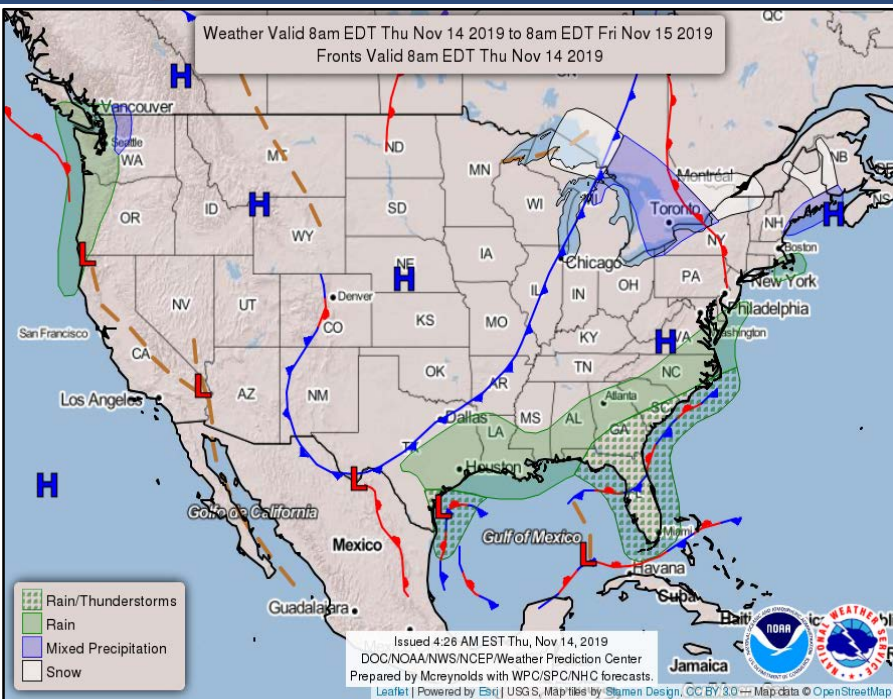 Weather Valid 8am EDT Thu Nov 14 2019 to 8am EDT Fri Nov 15 2019
Fronts Valid 8am EDT Thu Nov 14 2019
QC
H
Vancouver
Seattle
WA
MT
ND
MN
Montréal
NB
NS
OR
ID
H
WY
SD
WI
MI
Toronto
NH
H
Boston
L
NE
H
IA
Chicago
NY
New York
PA
Philadelphia
NV
UT
Denver
CO
IL
IN
OH
San Francisco
CA
KS
MO
KY
H
VA
Washington
Los Angeles
L
AZ
NM
OK
AR
TN
NC
Atlanta
SC
Dallas
TX
LA
MS
AL
GA
Houston
H
L
L
Golfo de California
Mexico
Gulf of Mexico
L
Miami
Havana
Cuba
Guadalajara
Jamaica
Rain/Thunderstorms
Rain
Mixed Precipitation
Snow
Issued 4:26 AM EST Thu, Nov 14, 2019
DOC/NOAA/NWS/NCEP/Weather Prediction Center
Prepared by Mcreynolds with WPC/SPC/NHC forecasts.
NOAA
NATIONAL WEATHER SERVICE
Leaflet | Powered by Esri | USGS, Map tiles by Stamen Design, CC BY 3.0 — Map data © OpenStreetMap